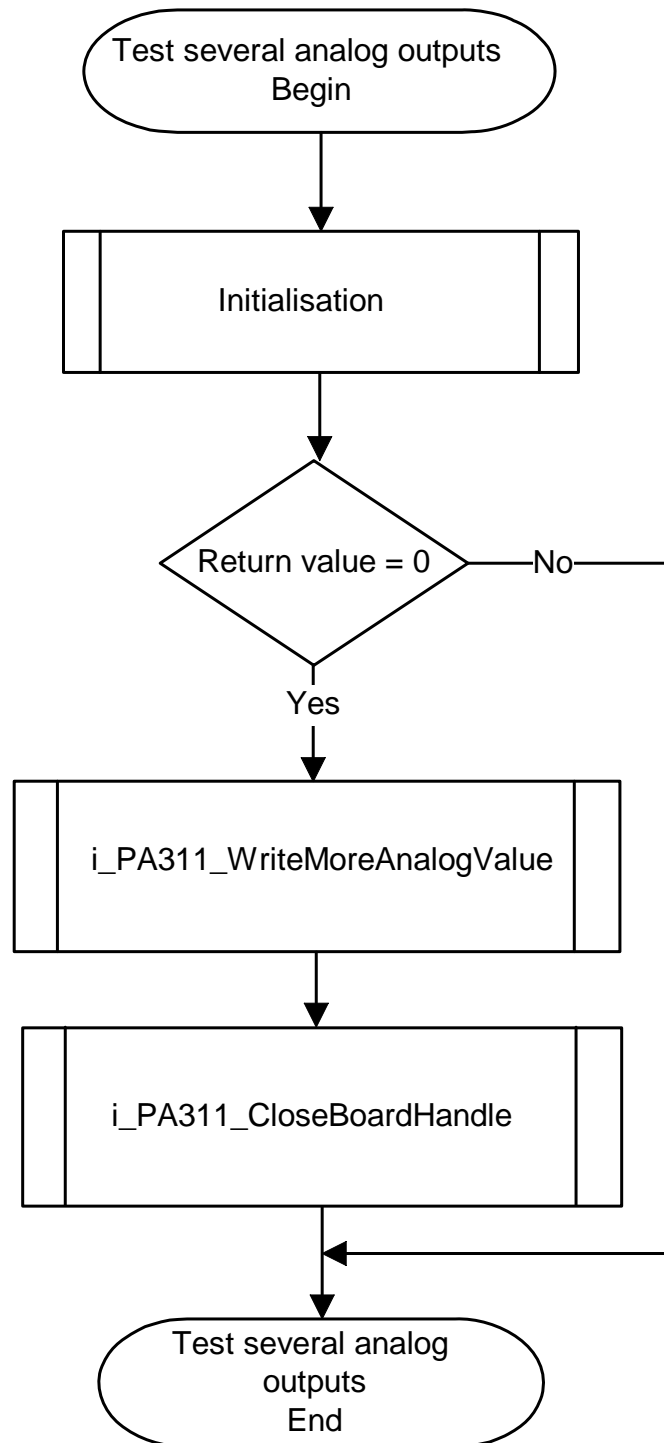 Test several analog outputs
Begin
Initialisation
Return value = 0
No
Yes
i_PA311_WriteMoreAnalogValue
i_PA311_CloseBoardHandle
Test several analog
outputs
End